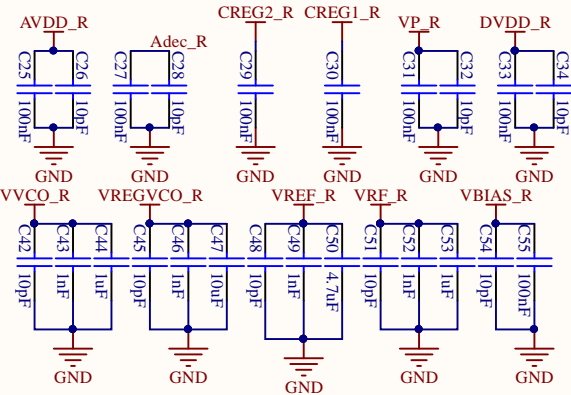 AVDD_R
Adec_R
CREG2_R
CREG1_R
VP_R
DVDD_R
C25
C26
C27
C28
C29
C30
C31
C32
C33
C34
100nF
10pF
100nF
10pF
100nF
100nF
100nF
10pF
100nF
10pF
GND
GND
GND
GND
GND
GND
VVCO_R
VREGVCO_R
VREF_R
VRF_R
VBIAS_R
C42
C43
C44
C45
C46
C47
C48
C49
C50
C51
C52
C53
C54
C55
10pF
1nF
1uF
10pF
1nF
10uF
10pF
1nF
4.7uF
10pF
1nF
1uF
10pF
100nF
GND
GND
GND
GND
GND